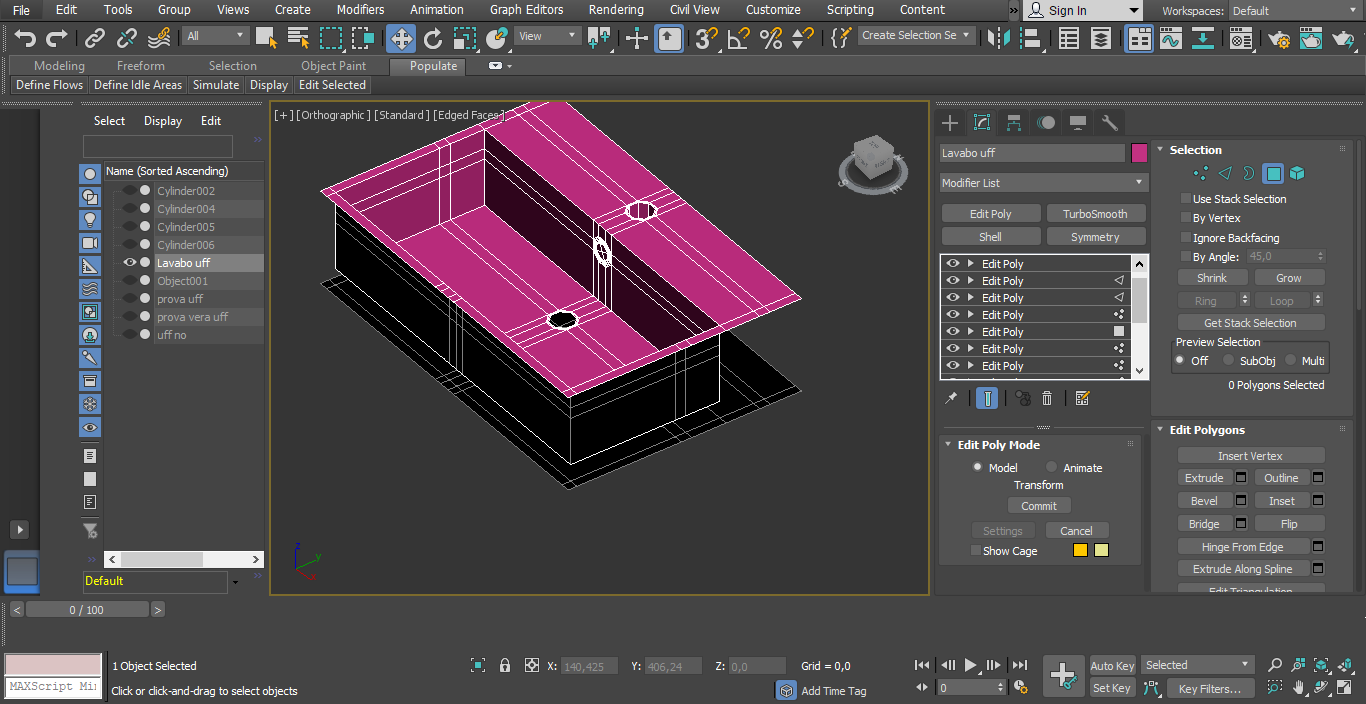 File Edit Tools Group Views Create Modifiers Animation Graph Editors Rendering Civil View Customize Scripting Content » Sign In Workspaces: Default
All View 3 Create Selection Se
Modeling Freeform Selection Object Paint Populate
Define Flows Define Idle Areas Simulate Display Edit Selected
Select Display Edit
Name (Sorted Ascending)
Cylinder002
Cylinder004
Cylinder005
Cylinder006
Lavabo uff
Object001
prova uff
prova vera uff
uff no
Default
[+] [Orthographic] [Standard] [Edged Faces]
z
y
Lavabo uff
Modifier List
Edit Poly TurboSmooth
Shell Symmetry
Edit Poly
Edit Poly
Edit Poly
Edit Poly
Edit Poly
Edit Poly
Edit Poly
Edit Poly Mode
Model Animate
Transform
Commit
Settings Cancel
Show Cage
Selection
Use Stack Selection
By Vertex
Ignore Backfacing
By Angle: 45,0
Shrink Grow
Ring Loop
Get Stack Selection
Preview Selection
Off SubObj Multi
0 Polygons Selected
Edit Polygons
Insert Vertex
Extrude Outline
Bevel Inset
Bridge Flip
Hinge From Edge
Extrude Along Spline
Edit Triangulation
< 0 / 100 >
1 Object Selected X: 140,425 Y: 406,24 Z: 0,0 Grid = 0,0
MAXScript Mi
Click or click-and-drag to select objects
Add Time Tag
0
Auto Key Selected
Set Key Key Filters...